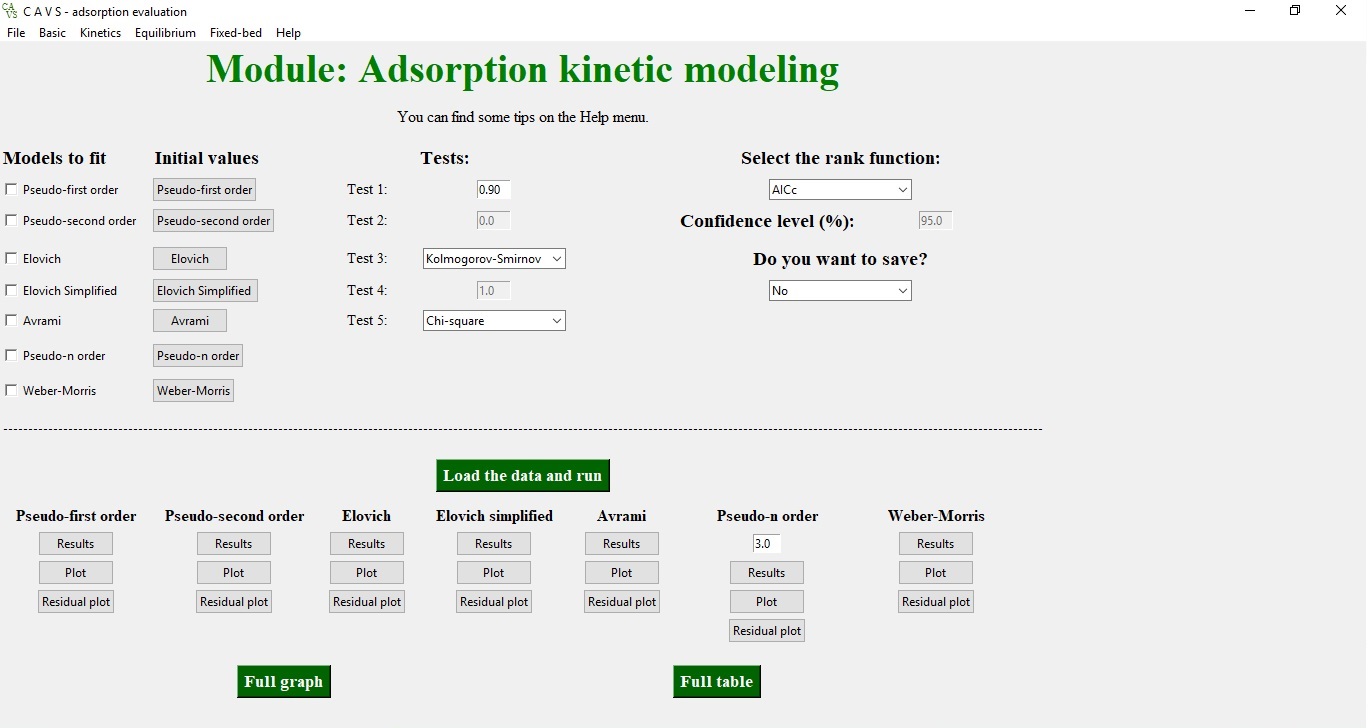 CAVS C A V S - adsorption evaluation
File Basic Kinetics Equilibrium Fixed-bed Help
Module: Adsorption kinetic modeling
You can find some tips on the Help menu.
Models to fit Initial values Tests: Select the rank function:
Pseudo-first order Pseudo-first order Test 1: 0.90 AICc
Pseudo-second order Pseudo-second order Test 2: 0.0 Confidence level (%): 95.0
Elovich Elovich Test 3: Kolmogorov-Smirnov Do you want to save?
Elovich Simplified Elovich Simplified Test 4: 1.0 No
Avrami Avrami Test 5: Chi-square
Pseudo-n order Pseudo-n order
Weber-Morris Weber-Morris
Load the data and run
Pseudo-first order Pseudo-second order Elovich Elovich simplified Avrami Pseudo-n order Weber-Morris
Results Results Results Results Results 3.0 Results
Plot Plot Plot Plot Plot Results Plot
Residual plot Residual plot Residual plot Residual plot Residual plot Plot Residual plot
Residual plot
Full graph Full table